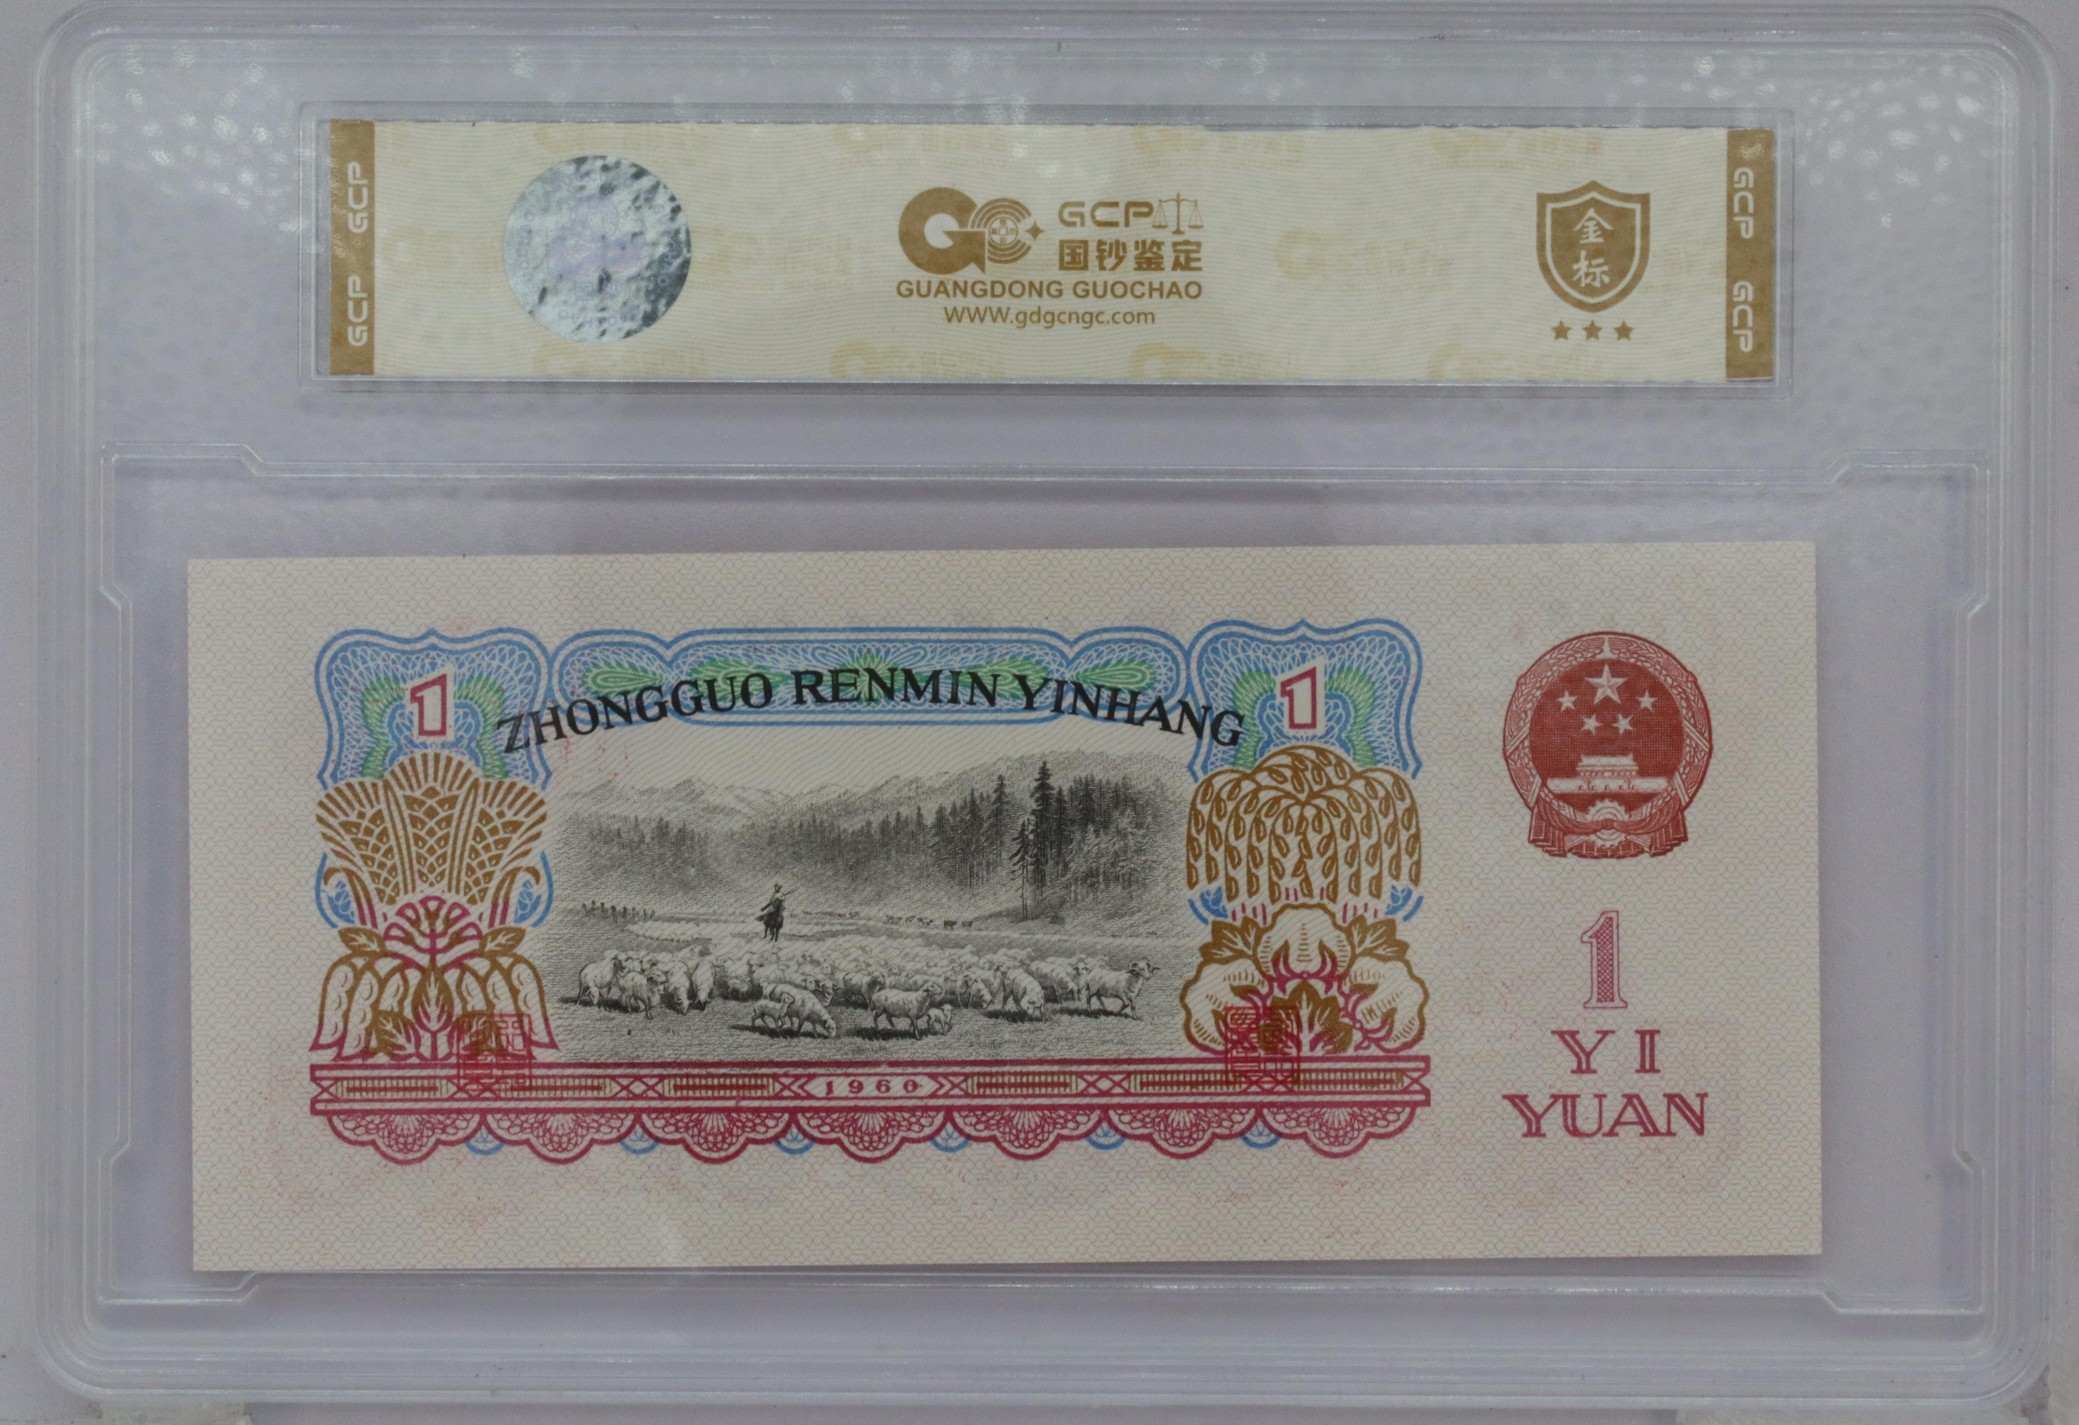 GCP GCP
GCP
国钞鉴定
GUANGDONG GUOCHAO
www.gdgcngc.com
金
标
GCP GCP
ZHONGGUO RENMIN YINHANG
1
1
1960
1
YI
YUAN